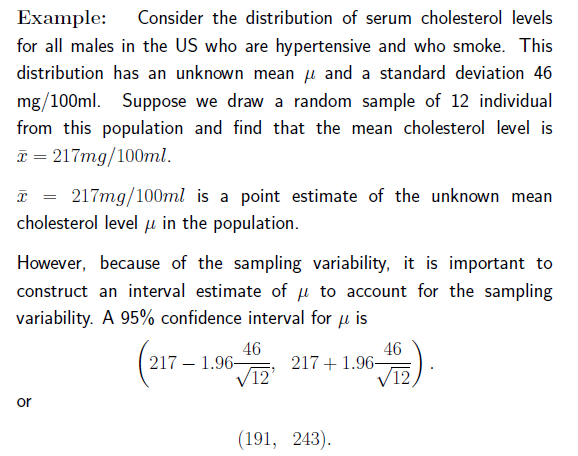 Example: Consider the distribution of serum cholesterol levels
for all males in the US who are hypertensive and who smoke. This
distribution has an unknown mean μ and a standard deviation 46
mg/100ml. Suppose we draw a random sample of 12 individual
from this population and find that the mean cholesterol level is
x̄ = 217mg/100ml.
x̄ = 217mg/100ml is a point estimate of the unknown mean
cholesterol level μ in the population.
However, because of the sampling variability, it is important to
construct an interval estimate of μ to account for the sampling
variability. A 95% confidence interval for μ is
(217 − 1.96 46/√12, 217 + 1.96 46/√12).
or
(191, 243).